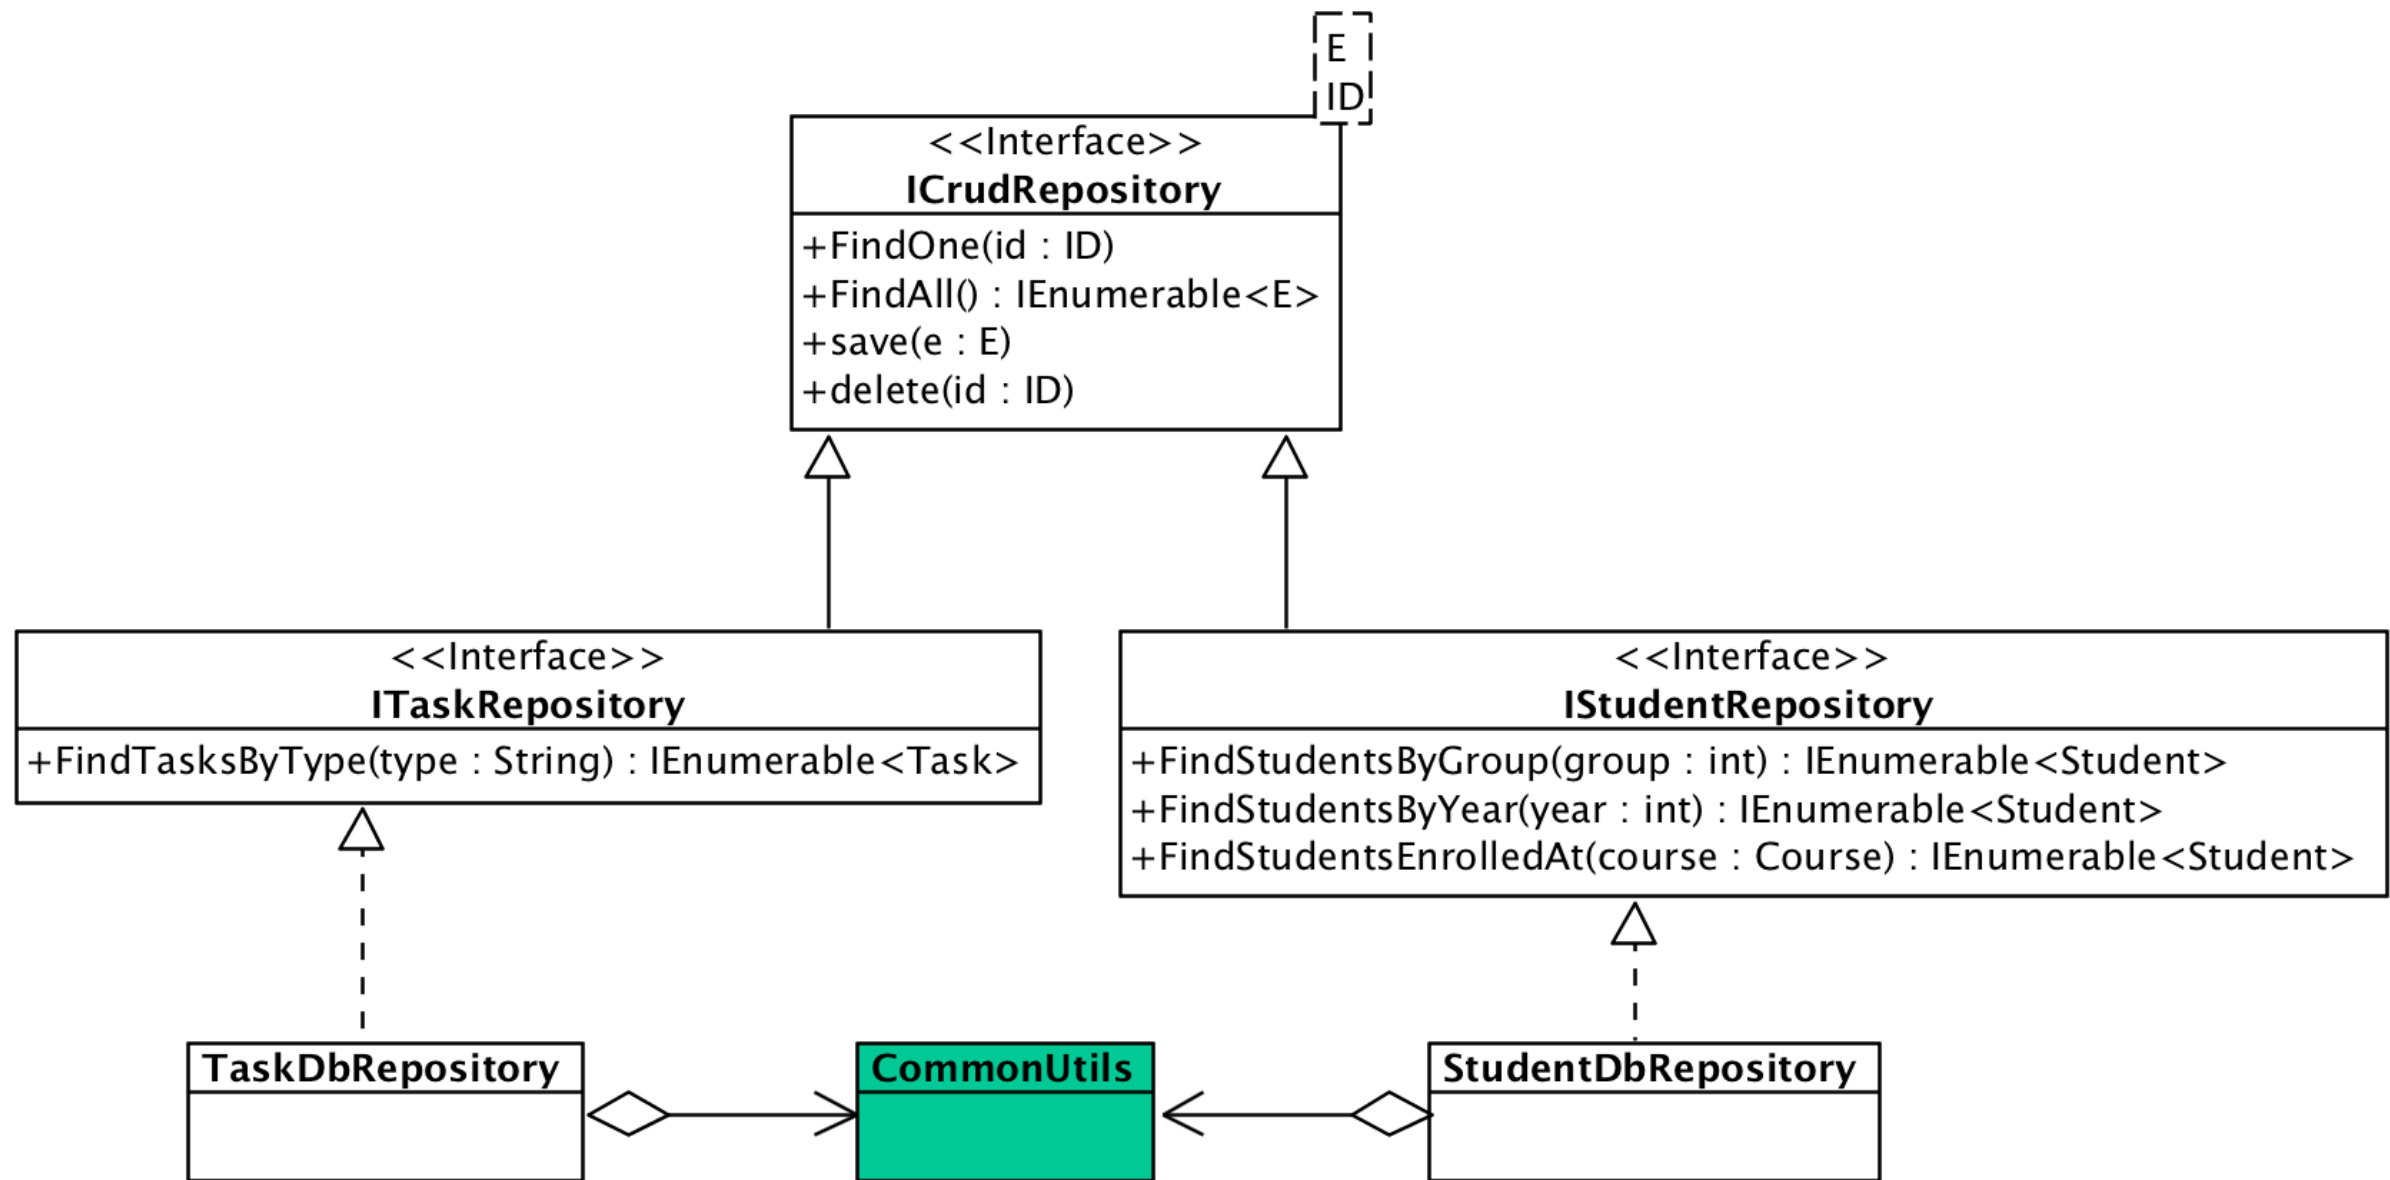 E
ID
<<Interface>>
ICrudRepository
+FindOne(id : ID)
+FindAll() : IEnumerable<E>
+save(e : E)
+delete(id : ID)
<<Interface>>
ITaskRepository
+FindTasksByType(type : String) : IEnumerable<Task>
<<Interface>>
IStudentRepository
+FindStudentsByGroup(group : int) : IEnumerable<Student>
+FindStudentsByYear(year : int) : IEnumerable<Student>
+FindStudentsEnrolledAt(course : Course) : IEnumerable<Student>
TaskDbRepository
CommonUtils
StudentDbRepository